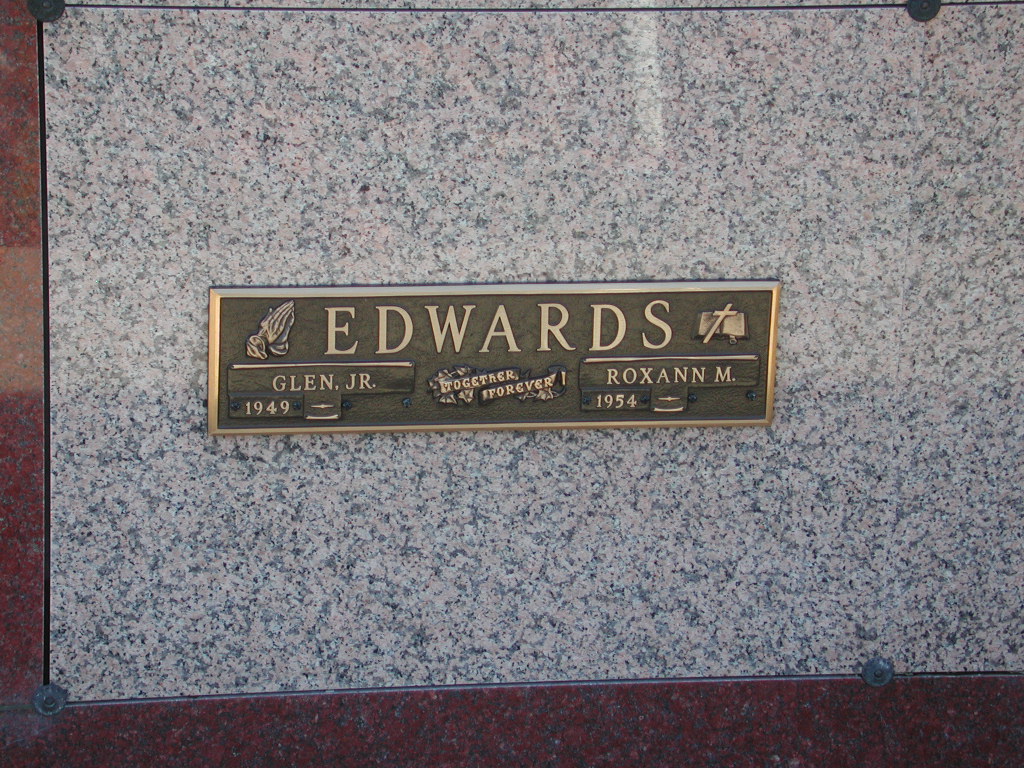 EDWARDS
GLEN, JR.
1949
TOGETHER
FOREVER
ROXANN M.
1954